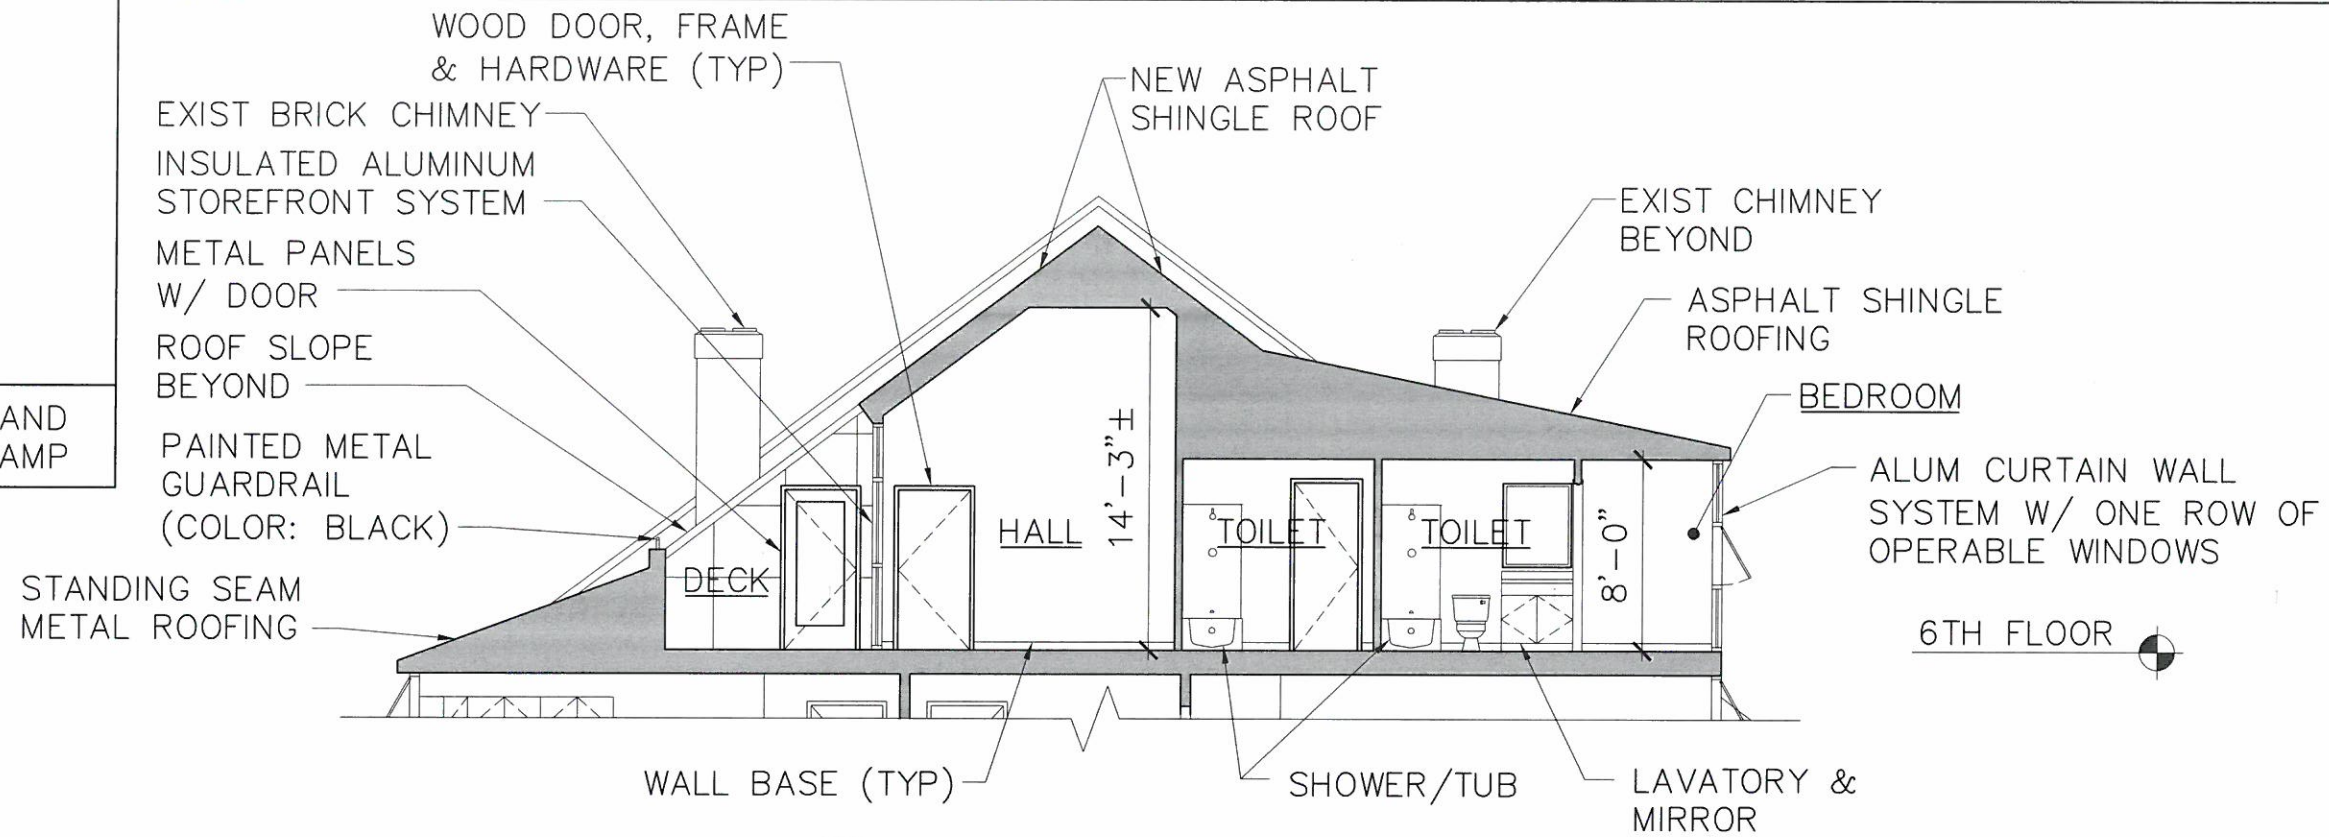 WOOD DOOR, FRAME
& HARDWARE (TYP)
EXIST BRICK CHIMNEY
INSULATED ALUMINUM
STOREFRONT SYSTEM
METAL PANELS
W/ DOOR
ROOF SLOPE
BEYOND
PAINTED METAL
GUARDRAIL
(COLOR: BLACK)
STANDING SEAM
METAL ROOFING
AND
AMP
NEW ASPHALT
SHINGLE ROOF
EXIST CHIMNEY
BEYOND
ASPHALT SHINGLE
ROOFING
BEDROOM
ALUM CURTAIN WALL
SYSTEM W/ ONE ROW OF
OPERABLE WINDOWS
6TH FLOOR
DECK
HALL
14'-3"±
TOILET
TOILET
8'-0"
WALL BASE (TYP)
SHOWER/TUB
LAVATORY &
MIRROR